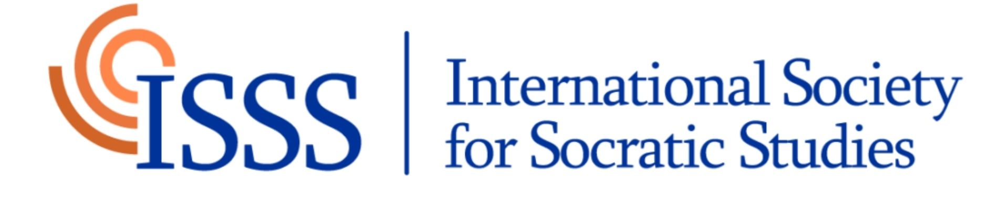 ISSS
International Society
for Socratic Studies